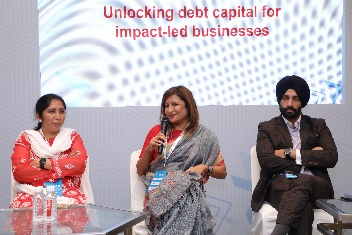 Unlocking debt capital for
impact-led businesses